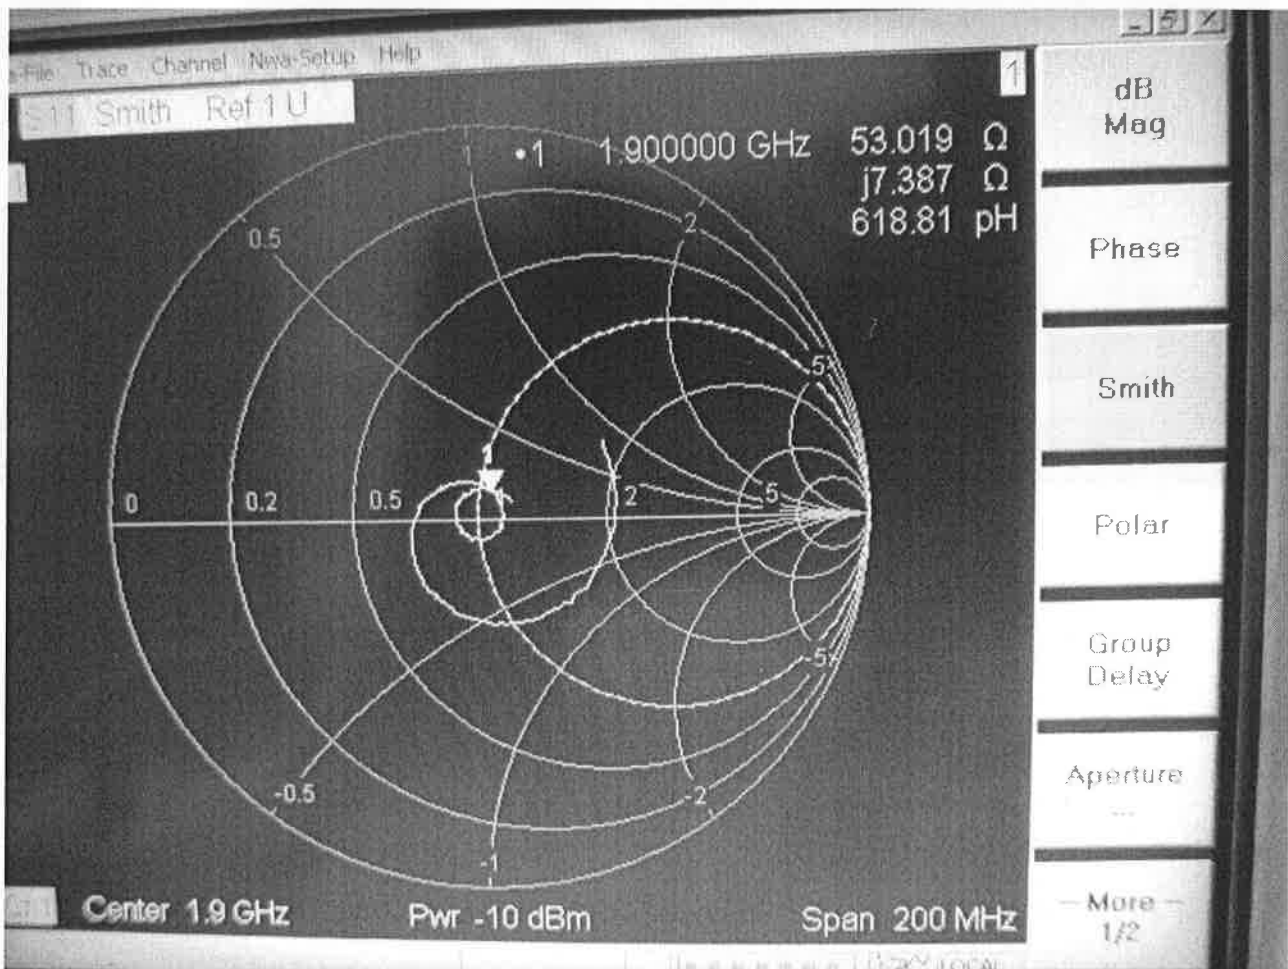 Trace Channel Nwa-Setup Help
S11 Smith Ref 1 U
1
•1 1.900000 GHz 53.019 Ω
j7.387 Ω
618.81 pH
1
0.5
2
5
1
1
0
0.2
0.5
2
5
-5
-0.5
-2
-1
Center 1.9 GHz Pwr -10 dBm Span 200 MHz
dB
Mag
Phase
Smith
Polar
Group
Delay
Aperture
...
— More —
1/2